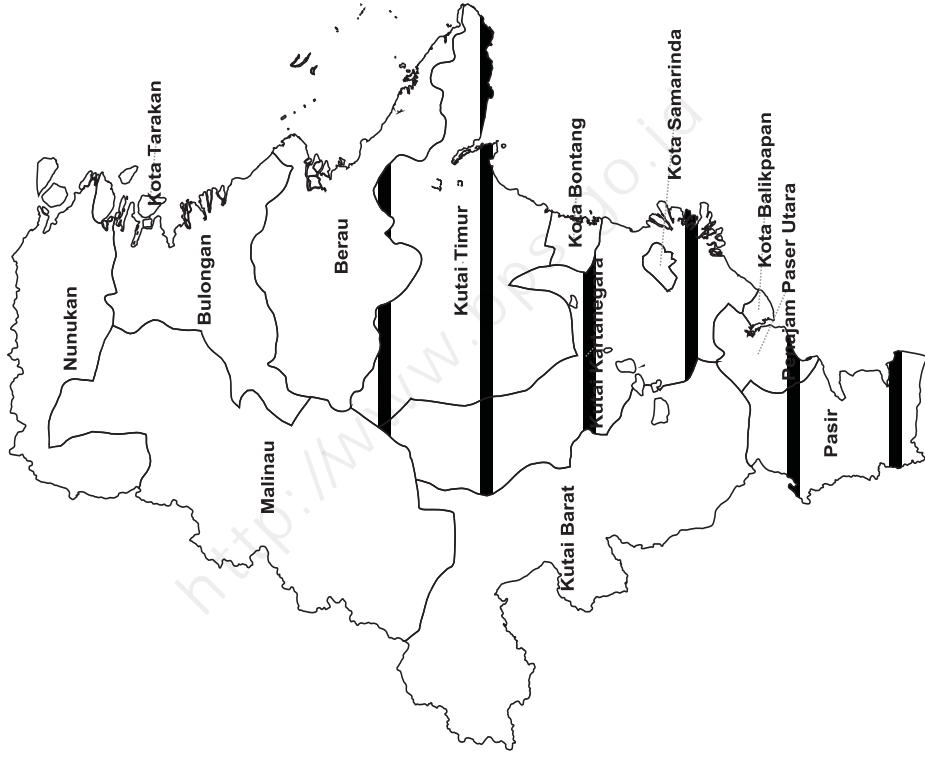 Nunukan
Kota Tarakan
Bulongan
Malinau
Berau
Kutai Timur
Kutai Barat
Kota Bontang
Kutai Kartanegara
Kota Samarinda
Kota Balikpapan
Penajam Paser Utara
Pasir
http://www.bps.go.id